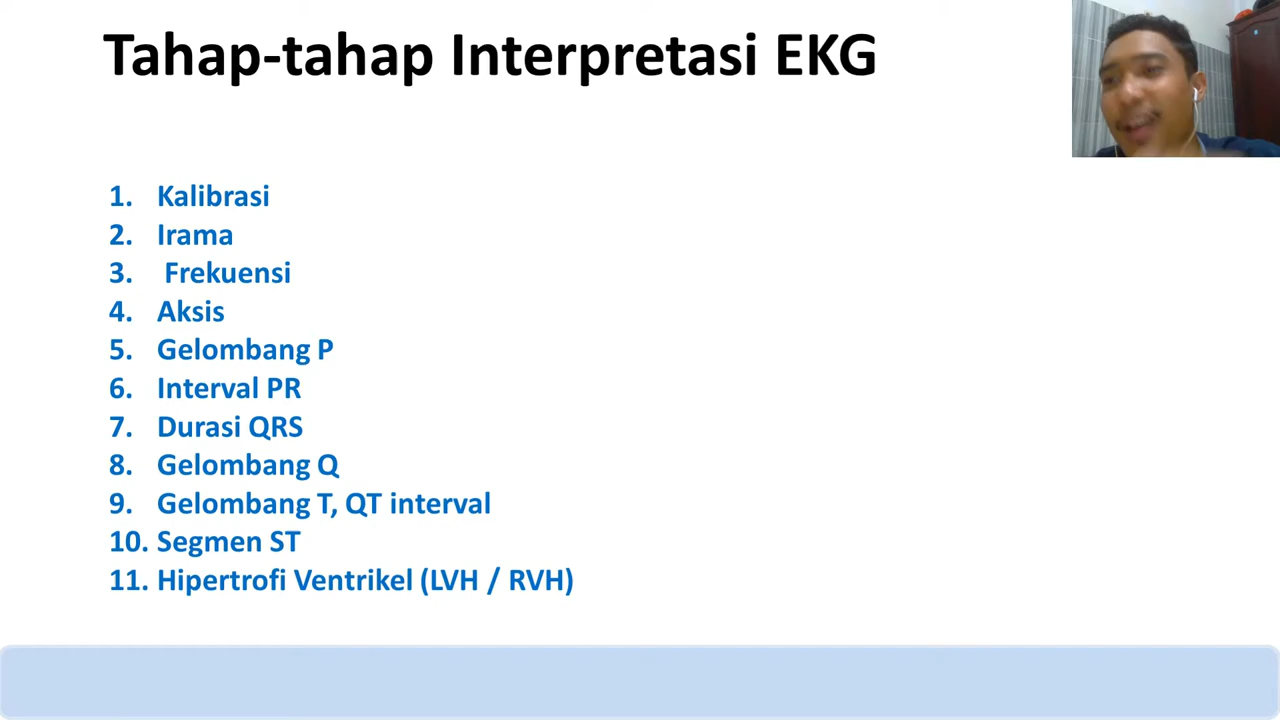 Tahap-tahap Interpretasi EKG
1. Kalibrasi
2. Irama
3. Frekuensi
4. Aksis
5. Gelombang P
6. Interval PR
7. Durasi QRS
8. Gelombang Q
9. Gelombang T, QT interval
10. Segmen ST
11. Hipertrofi Ventrikel (LVH / RVH)